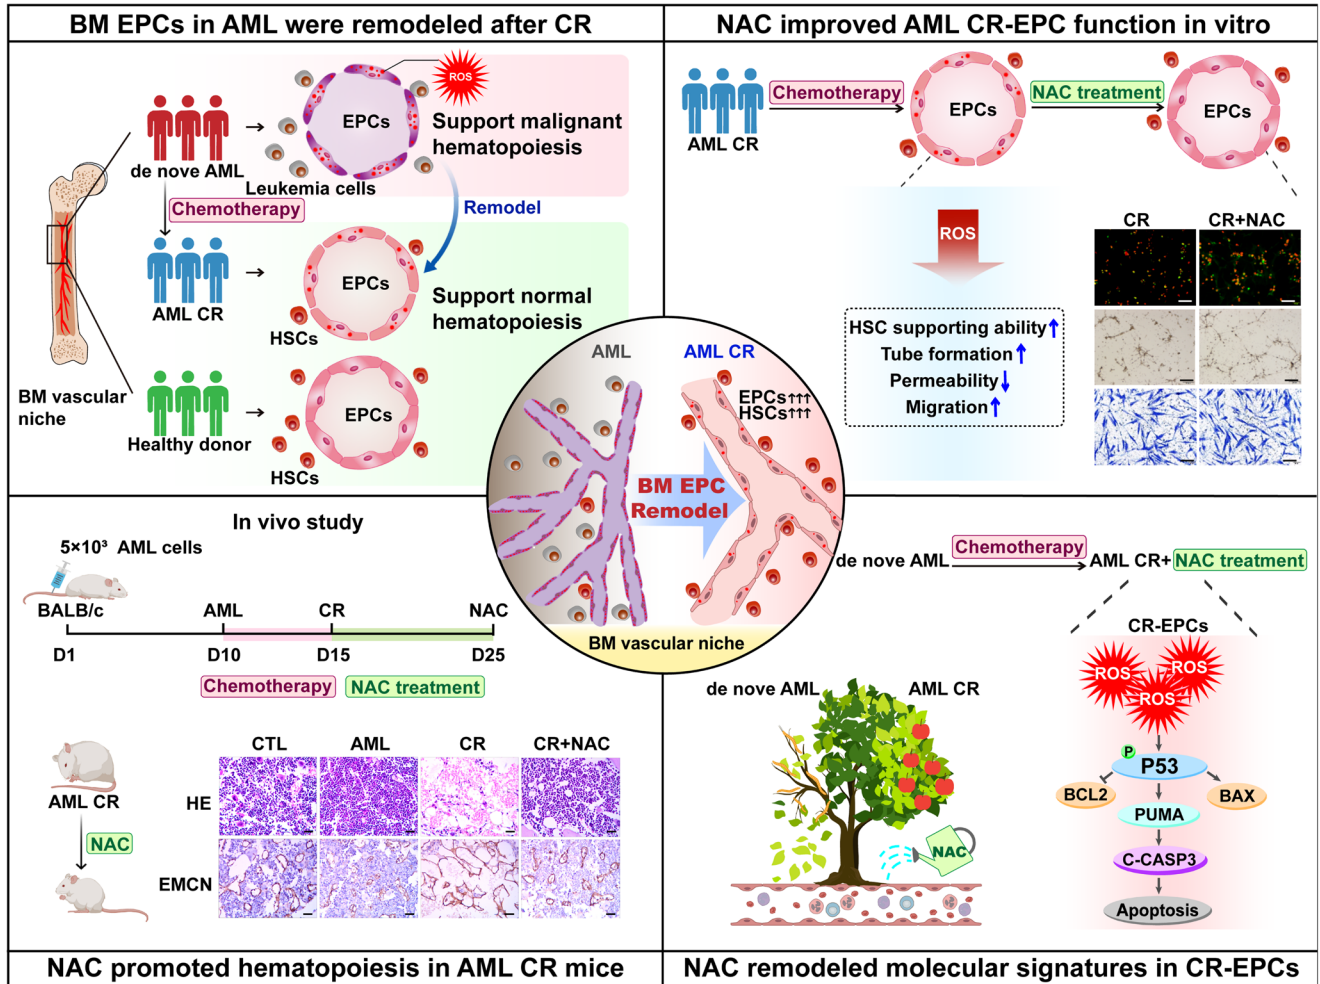 BM EPCs in AML were remodeled after CR
ROS
EPCs
Support malignant
hematopoiesis
de nove AML
Leukemia cells
Chemotherapy
Remodel
EPCs
AML CR
HSCs
Support normal
hematopoiesis
BM vascular
niche
Healthy donor
EPCs
HSCs
NAC improved AML CR-EPC function in vitro
AML CR
Chemotherapy
EPCs
NAC treatment
EPCs
ROS
HSC supporting ability↑
Tube formation↑
Permeability↓
Migration↑
CR
CR+NAC
AML
AML CR
EPCs↑↑↑
HSCs↑↑↑
BM EPC
Remodel
BM vascular niche
In vivo study
5×10³ AML cells
BALB/c
AML
CR
NAC
D1
D10
D15
D25
Chemotherapy
NAC treatment
AML CR
NAC
CTL
AML
CR
CR+NAC
HE
EMCN
NAC promoted hematopoiesis in AML CR mice
de nove AML
Chemotherapy
AML CR+
NAC treatment
CR-EPCs
ROS
ROS
ROS
P
P53
BCL2
BAX
PUMA
C-CASP3
Apoptosis
de nove AML
AML CR
NAC
NAC remodeled molecular signatures in CR-EPCs